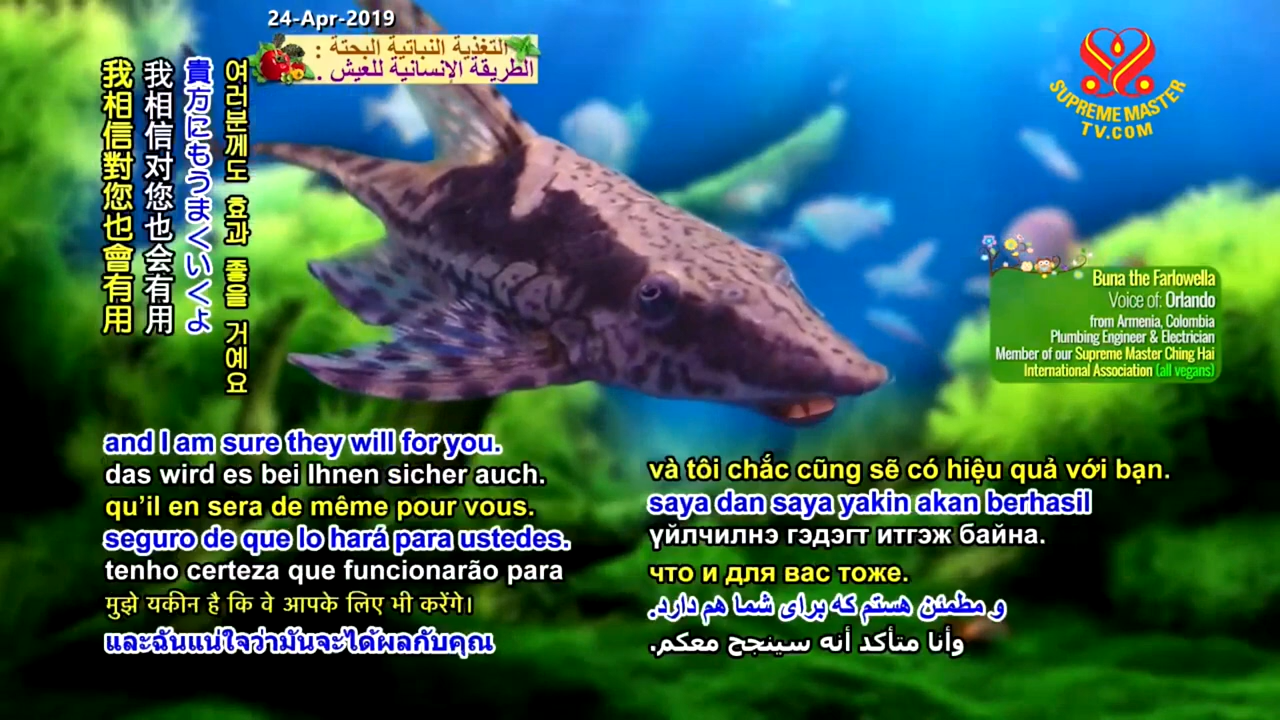 24-Apr-2019
التغذية النباتية البحتة :
الطريقة الإنسانية للعيش .
SUPREME MASTER
TV.COM
我相信對您也會有用
我相信对您也会有用
貴方にもうまくいくよ
여러분께도 효과 좋을 거예요
Buna the Farlowella
Voice of: Orlando
from Armenia, Colombia
Plumbing Engineer & Electrician
Member of our Supreme Master Ching Hai
International Association (all vegans)
and I am sure they will for you.
das wird es bei Ihnen sicher auch.
qu’il en sera de même pour vous.
seguro de que lo hará para ustedes.
tenho certeza que funcionarão para
मुझे यकीन है कि वे आपके लिए भी करेंगे।
และฉันแน่ใจว่ามันจะได้ผลกับคุณ
và tôi chắc cũng sẽ có hiệu quả với bạn.
saya dan saya yakin akan berhasil
үйлчилнэ гэдэгт итгэж байна.
что и для вас тоже.
و مطمئن هستم که برای شما هم دارد.
وأنا متأكد أنه سينجح معكم.